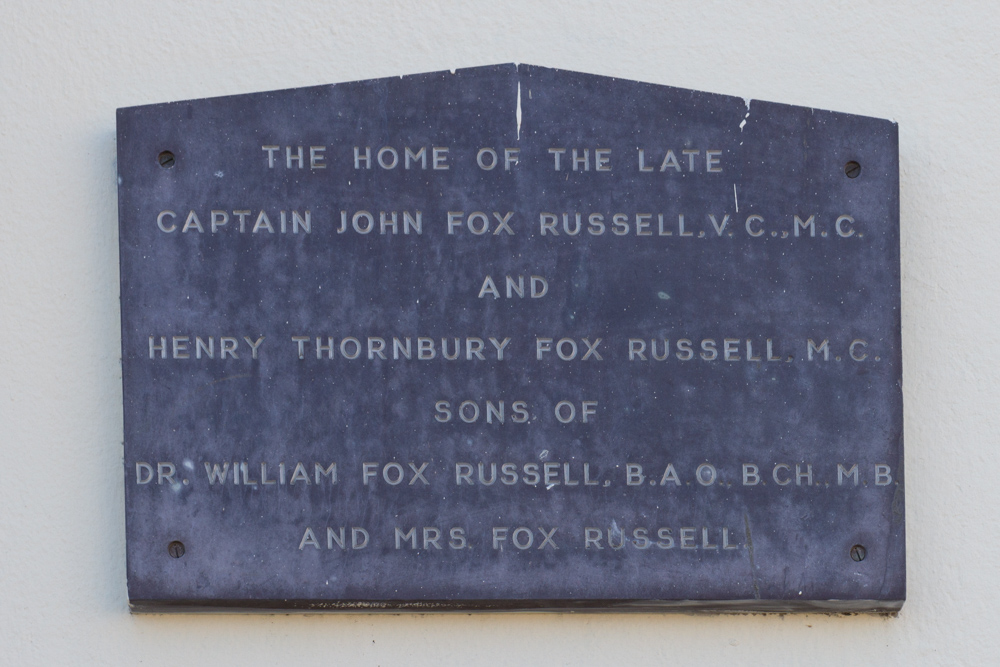 THE HOME OF THE LATE
CAPTAIN JOHN FOX RUSSELL, V.C., M.C.
AND
HENRY THORNBURY FOX RUSSELL, M.C.
SONS OF
DR. WILLIAM FOX RUSSELL, B.A.O., B.CH., M.B.
AND MRS. FOX RUSSELL.